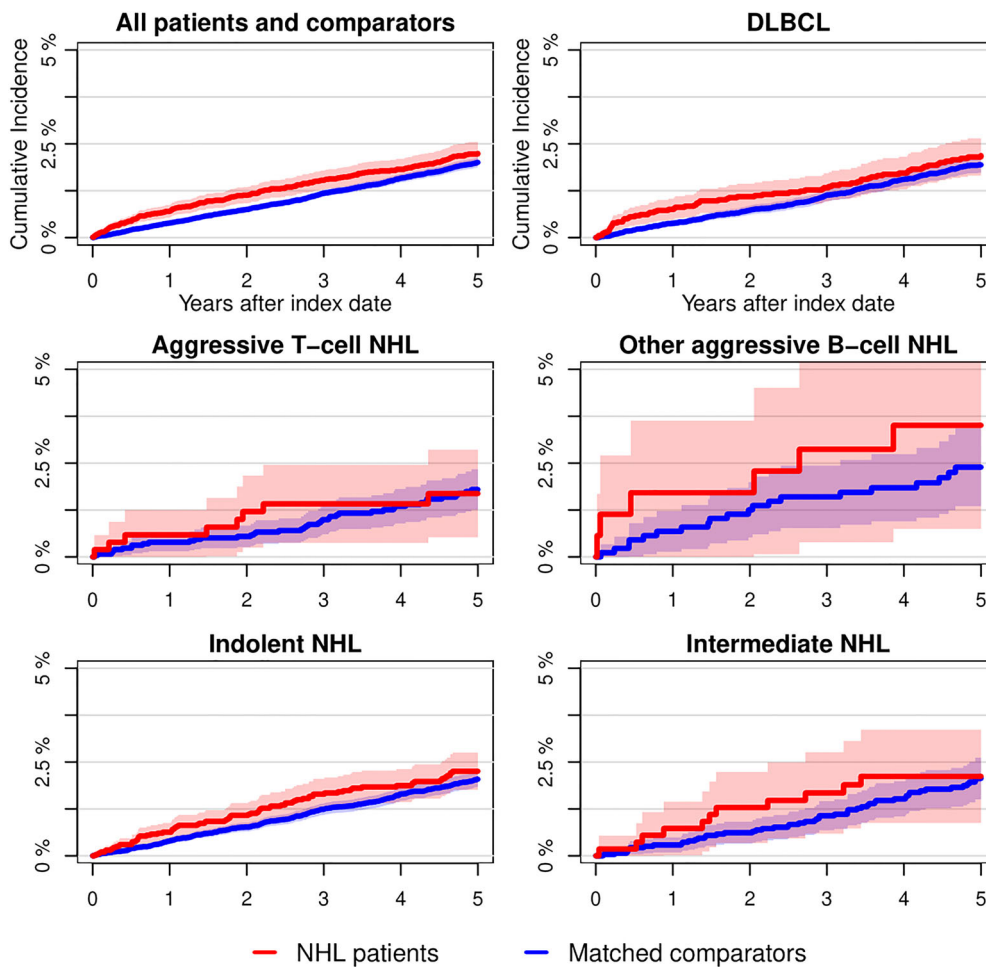 All patients and comparators
Cumulative Incidence
5 %
2.5 %
0 %
0 1 2 3 4 5
Years after index date
DLBCL
Cumulative Incidence
5 %
2.5 %
0 %
0 1 2 3 4 5
Years after index date
Aggressive T−cell NHL
5 %
2.5 %
0 %
0 1 2 3 4 5
Other aggressive B−cell NHL
5 %
2.5 %
0 %
0 1 2 3 4 5
Indolent NHL
5 %
2.5 %
0 %
0 1 2 3 4 5
Intermediate NHL
5 %
2.5 %
0 %
0 1 2 3 4 5
NHL patients Matched comparators